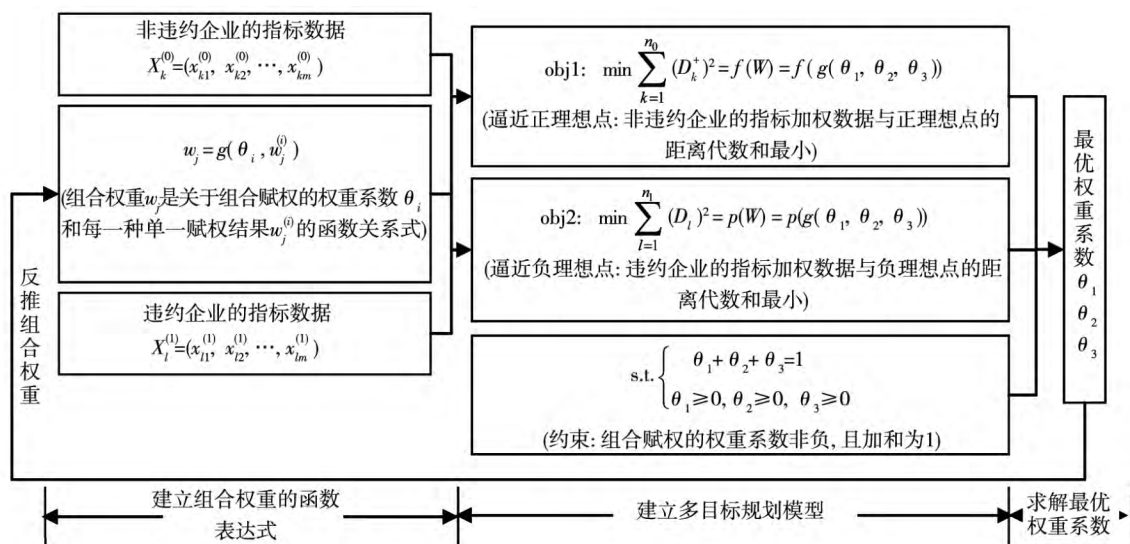 非违约企业的指标数据
X_k^{(0)}=(x_{k1}^{(0)}, x_{k2}^{(0)}, …, x_{km}^{(0)})
w_j=g(θ_i, w_j^{(i)})
(组合权重w_j是关于组合赋权的权重系数θ_i
和每一种单一赋权结果w_j^{(i)}的函数关系式)
违约企业的指标数据
X_l^{(1)}=(x_{l1}^{(1)}, x_{l2}^{(1)}, …, x_{lm}^{(1)})
反推组合权重
obj1: min∑_{k=1}^{n_0}(D_k^+)^2=f(W)=f(g(θ_1, θ_2, θ_3))
(逼近正理想点: 非违约企业的指标加权数据与正理想点的
距离代数和最小)
obj2: min∑_{l=1}^{n_1}(D_l)^2=p(W)=p(g(θ_1, θ_2, θ_3))
(逼近负理想点: 违约企业的指标加权数据与负理想点的距
离代数和最小)
s.t. { θ_1+θ_2+θ_3=1
θ_1≥0, θ_2≥0, θ_3≥0
(约束: 组合赋权的权重系数非负, 且加和为1)
最优权重系数
θ_1
θ_2
θ_3
建立组合权重的函数
表达式
建立多目标规划模型
求解最优
权重系数